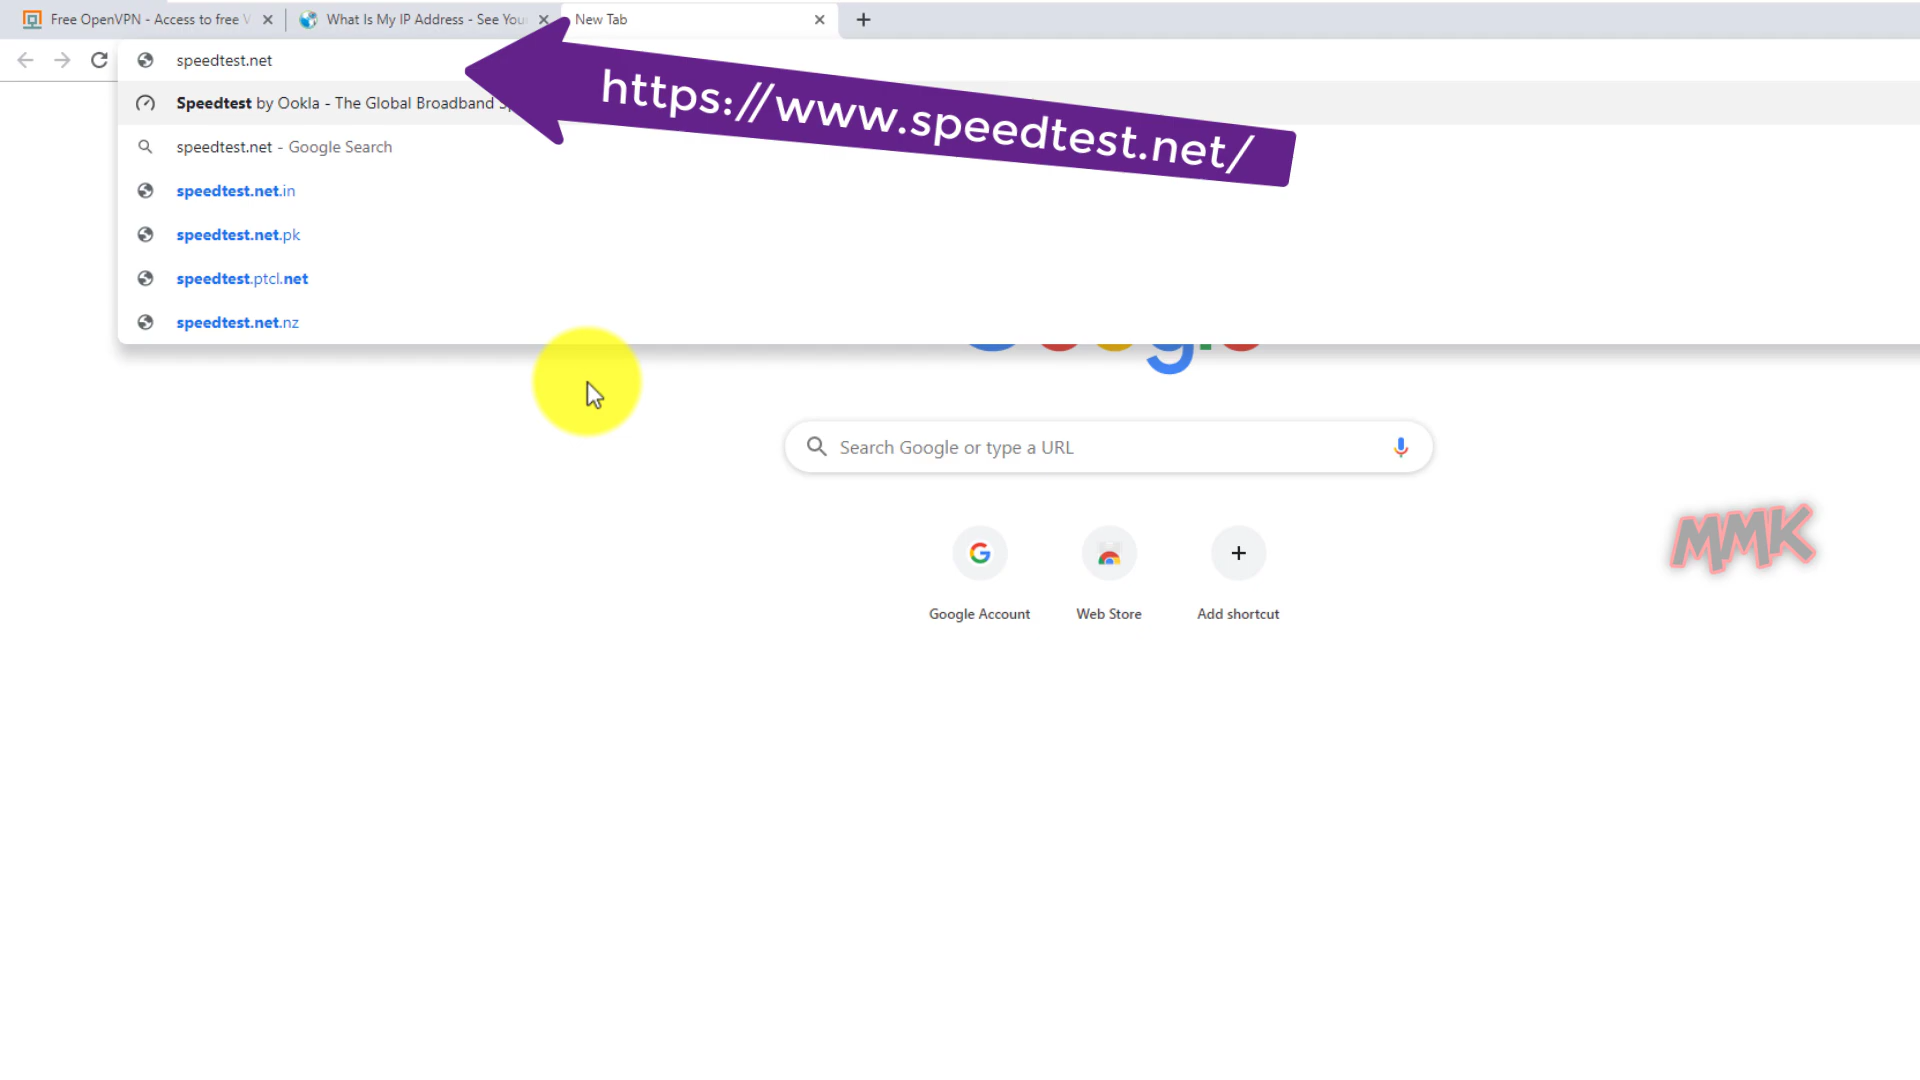 Free OpenVPN - Access to free V
What Is My IP Address - See You
New Tab
speedtest.net
https://www.speedtest.net/
Speedtest by Ookla - The Global Broadband
speedtest.net - Google Search
speedtest.net.in
speedtest.net.pk
speedtest.ptcl.net
speedtest.net.nz
Search Google or type a URL
MMK
Google Account
Web Store
Add shortcut